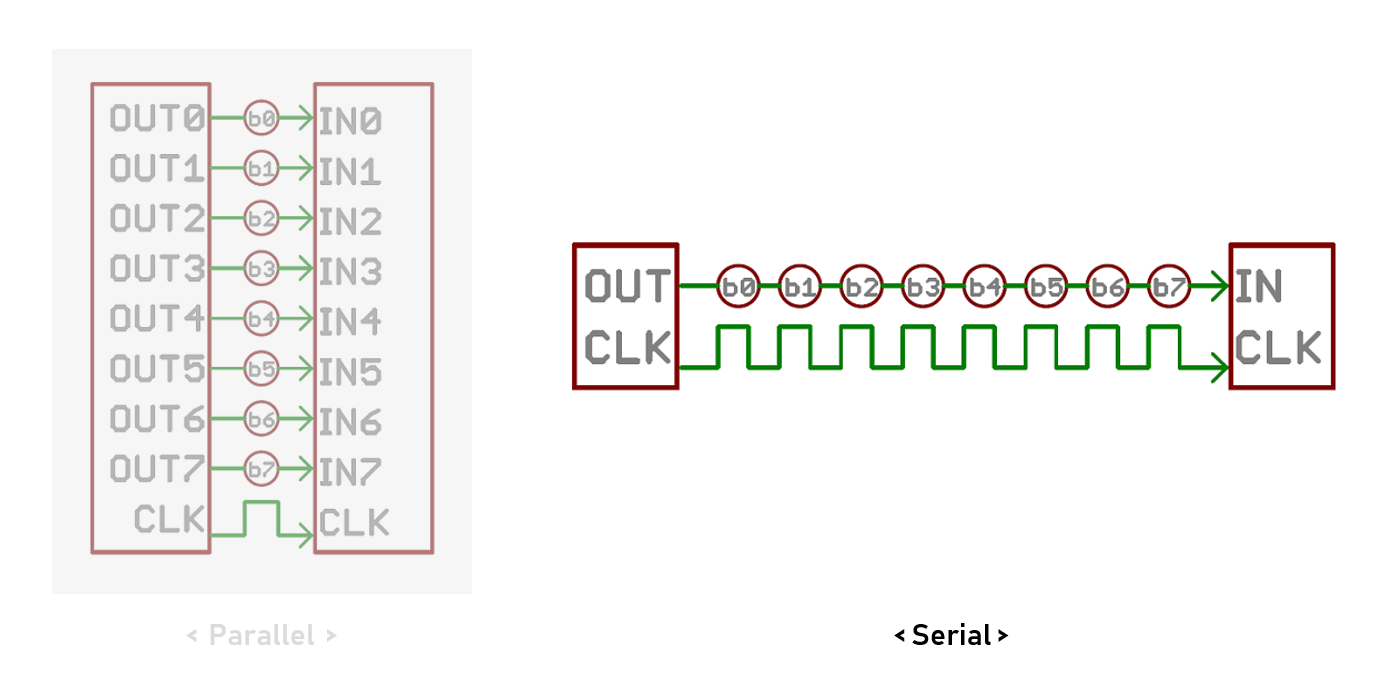 OUT0 b0 IN0
OUT1 b1 IN1
OUT2 b2 IN2
OUT3 b3 IN3
OUT4 b4 IN4
OUT5 b5 IN5
OUT6 b6 IN6
OUT7 b7 IN7
CLK CLK
< Parallel >
OUT b0 b1 b2 b3 b4 b5 b6 b7 IN
CLK CLK
< Serial >